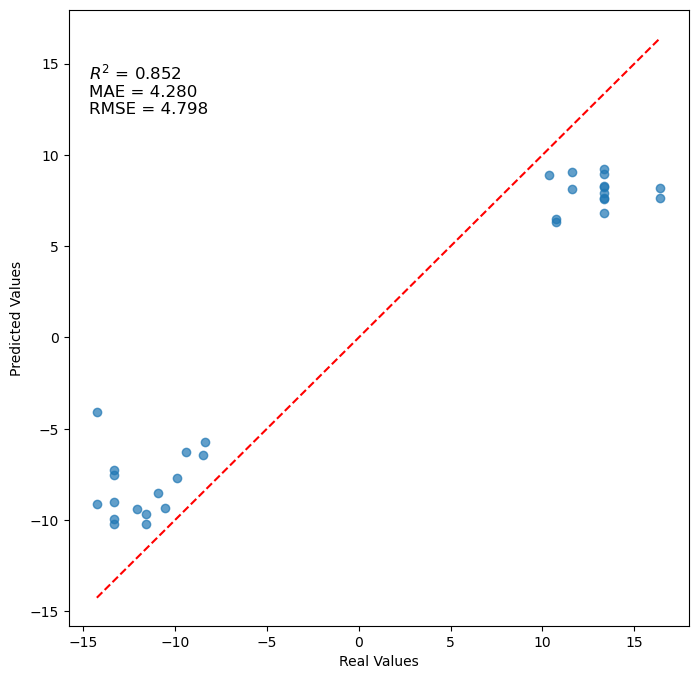 R² = 0.852
MAE = 4.280
RMSE = 4.798
15
10
5
0
−5
−10
−15
Predicted Values
−15 −10 −5 0 5 10 15
Real Values